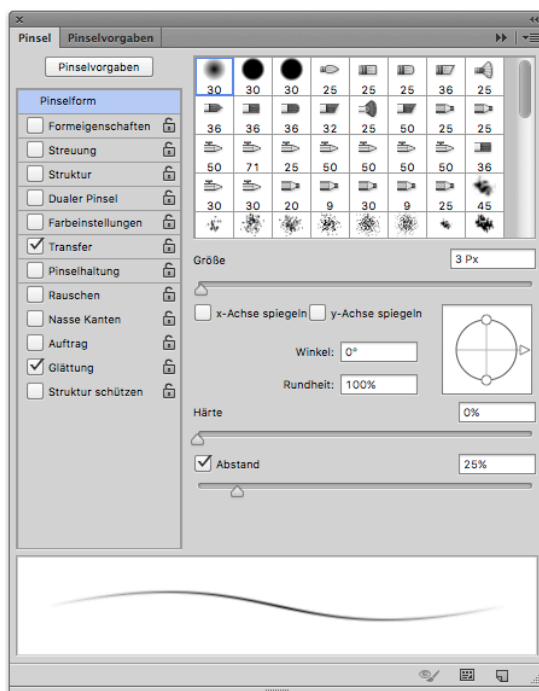 Pinsel Pinselvorgaben
Pinselvorgaben
Pinselform
Formeigenschaften
Streuung
Struktur
Dualer Pinsel
Farbeinstellungen
Transfer
Pinselhaltung
Rauschen
Nasse Kanten
Auftrag
Glättung
Struktur schützen
30 30 30 25 25 25 36 25
36 36 36 32 25 50 25 25
50 71 25 50 50 50 50 36
30 30 20 9 30 9 25 45
Größe 3 Px
x-Achse spiegeln y-Achse spiegeln
Winkel: 0°
Rundheit: 100%
Härte 0%
Abstand 25%